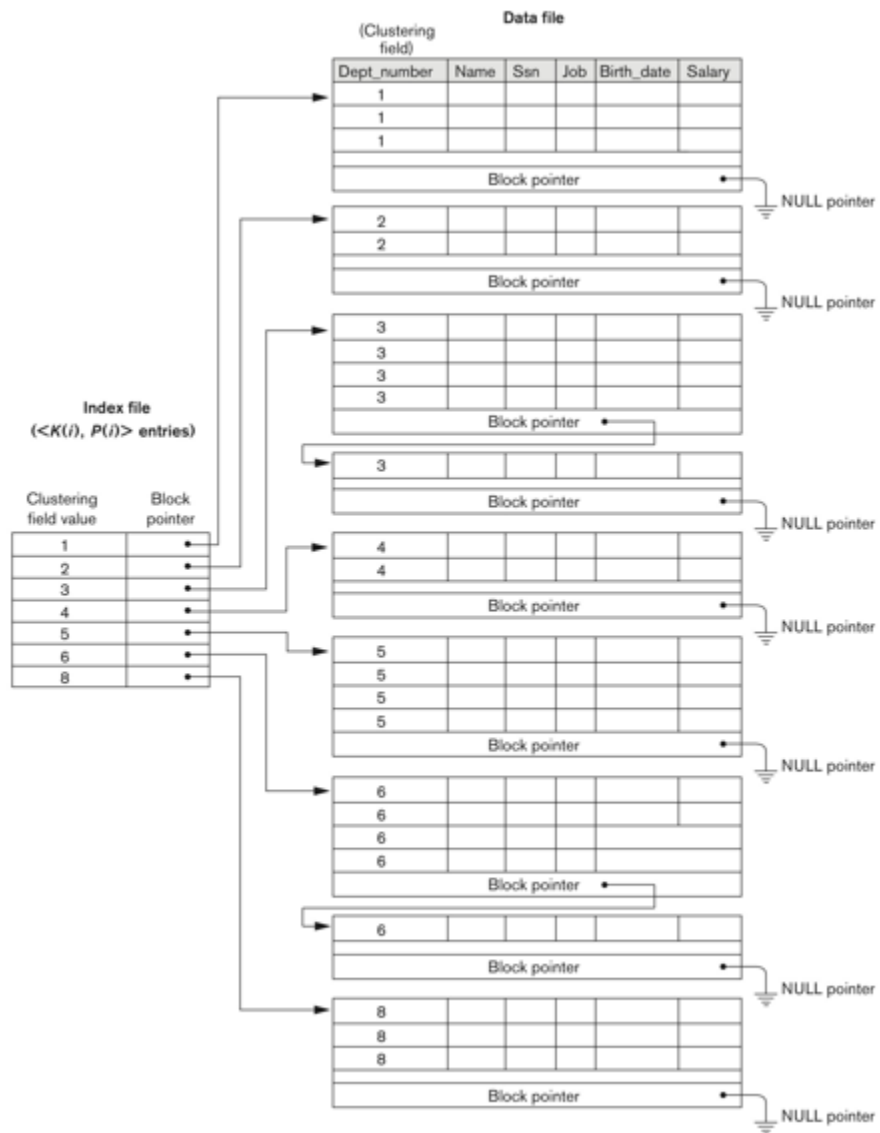 Data file
(Clustering
field)
Dept_number Name Ssn Job Birth_date Salary
1
1
1
Block pointer
NULL pointer
2
2
Block pointer
NULL pointer
3
3
3
3
Block pointer
3
Block pointer
NULL pointer
Index file
(<K(i), P(i)> entries)
Clustering
field value
Block
pointer
1
2
3
4
5
6
8
4
4
Block pointer
NULL pointer
5
5
5
5
Block pointer
NULL pointer
6
6
6
6
Block pointer
6
Block pointer
NULL pointer
8
8
8
Block pointer
NULL pointer